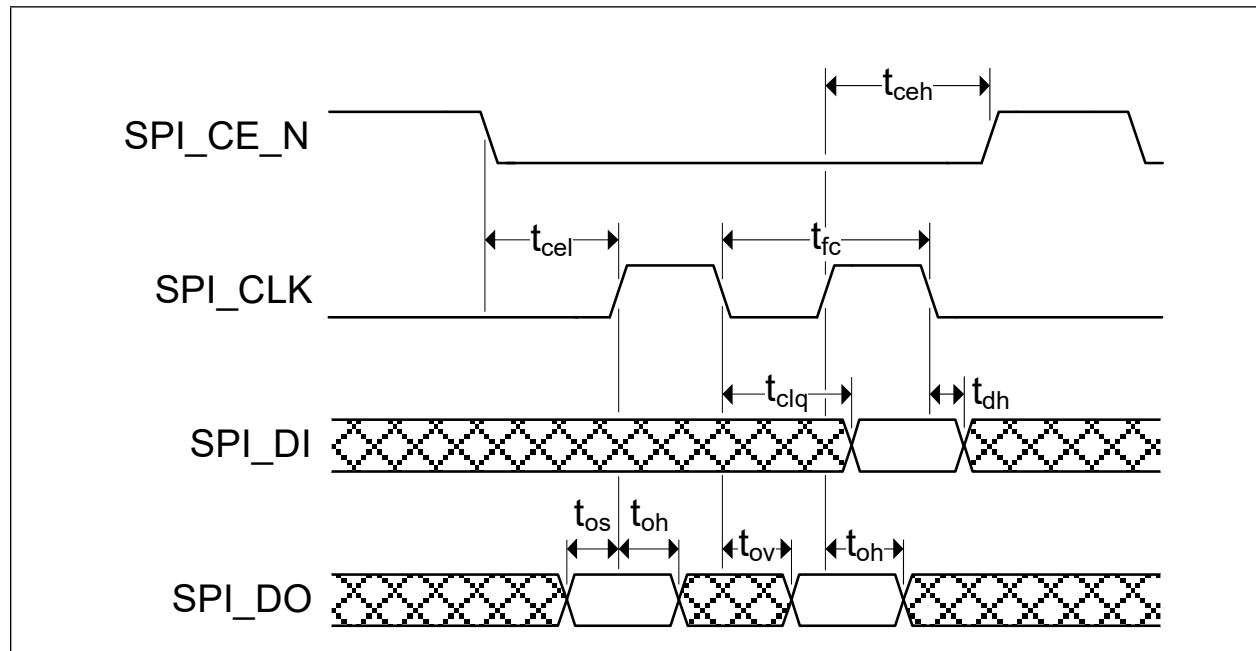 t_ceh
SPI_CE_N
t_cel
t_fc
SPI_CLK
t_clq
t_dh
SPI_DI
t_os
t_oh
t_ov
t_oh
SPI_DO